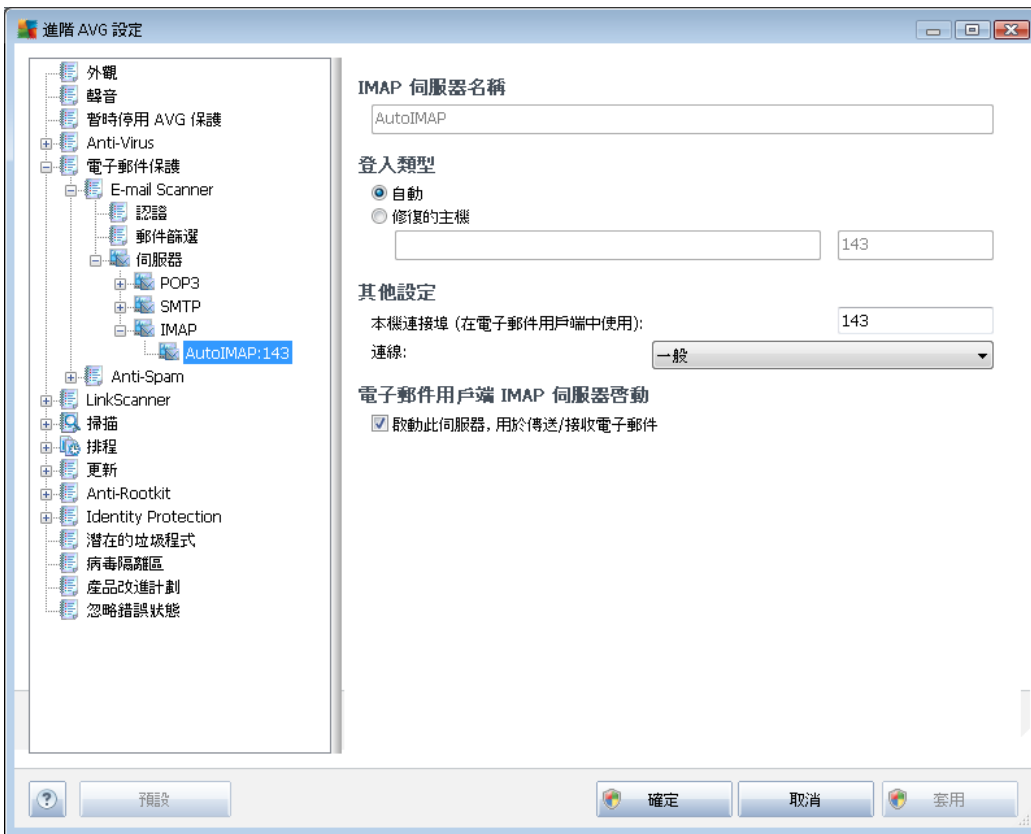 進階 AVG 設定
外觀
聲音
暫時停用 AVG 保護
Anti-Virus
電子郵件保護
E-mail Scanner
認證
郵件篩選
伺服器
POP3
SMTP
IMAP
AutoIMAP:143
Anti-Spam
LinkScanner
掃描
排程
更新
Anti-Rootkit
Identity Protection
潛在的垃圾程式
病毒隔離區
產品改進計劃
忽略錯誤狀態
IMAP 伺服器名稱
AutoIMAP
登入類型
自動
修復的主機
143
其他設定
本機連接埠 (在電子郵件用戶端中使用): 143
連線: 一般
電子郵件用戶端 IMAP 伺服器啟動
啟動此伺服器, 用於傳送/接收電子郵件
? 預設 確定 取消 套用